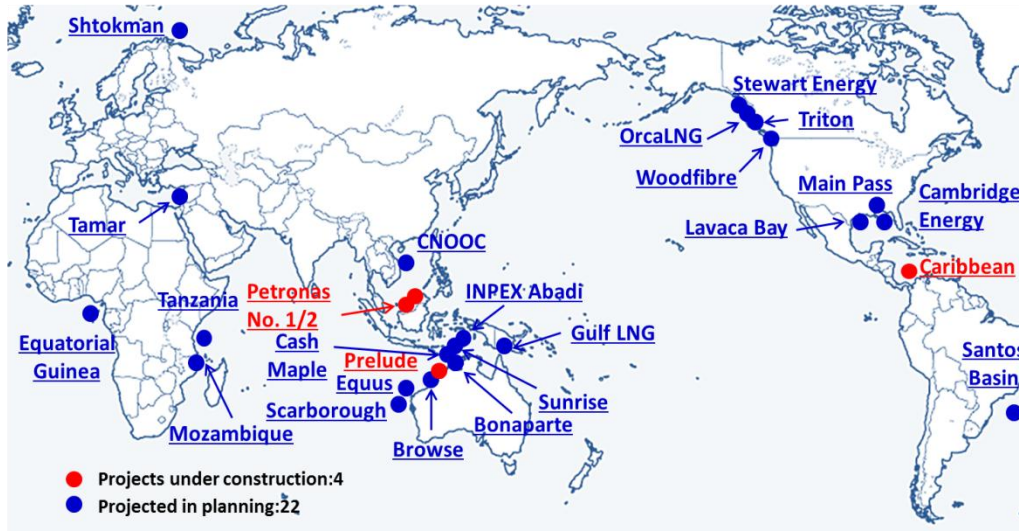 Shtokman
Stewart Energy
OrcaLNG
Triton
Woodfibre
Main Pass
Cambridge
Energy
Lavaca Bay
Tamar
CNOOC
Caribbean
Petronas
No. 1/2
INPEX Abadi
Tanzania
Equatorial
Guinea
Cash
Maple
Gulf LNG
Prelude
Equus
Santos
Basin
Sunrise
Scarborough
Bonaparte
Mozambique
Browse
Projects under construction:4
Projected in planning:22